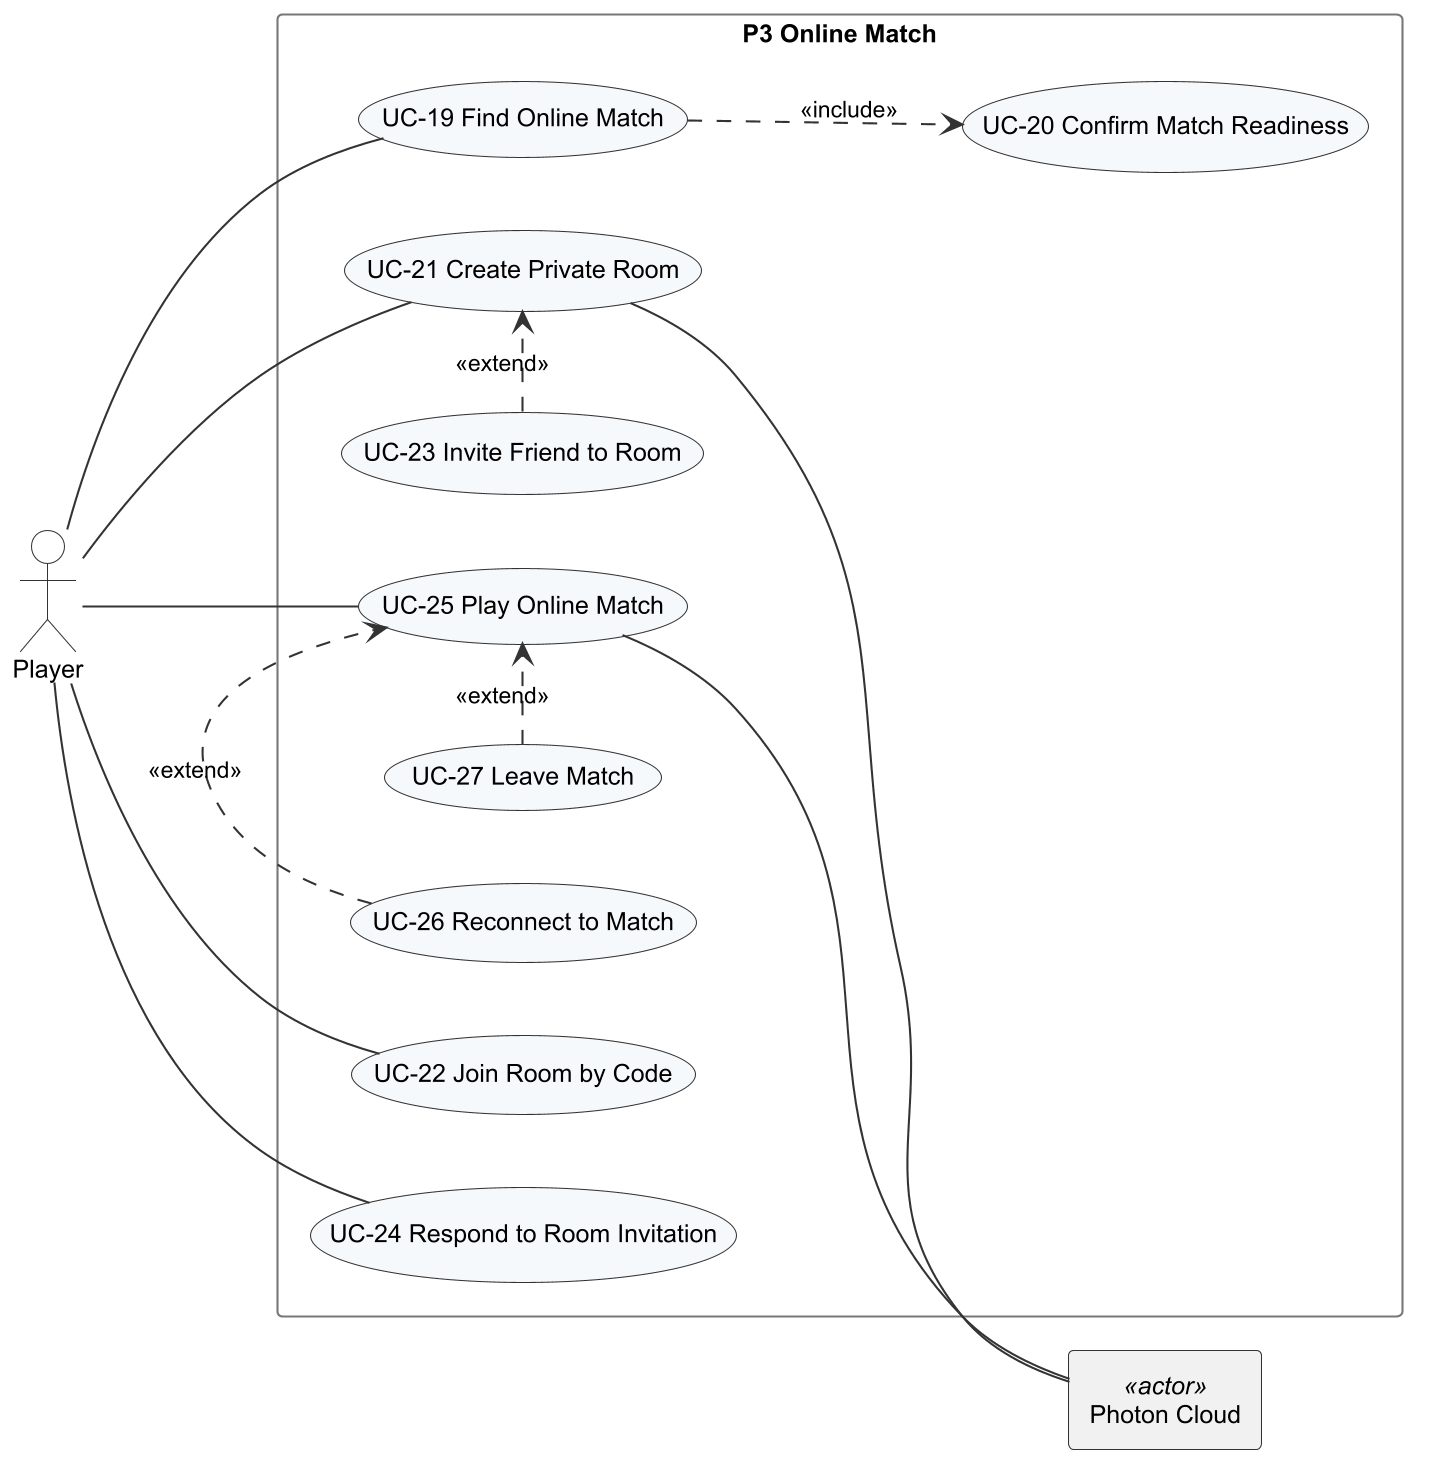 P3 Online Match
UC-19 Find Online Match
«include»
UC-20 Confirm Match Readiness
UC-21 Create Private Room
«extend»
UC-23 Invite Friend to Room
UC-25 Play Online Match
Player
«extend»
«extend»
UC-27 Leave Match
UC-26 Reconnect to Match
UC-22 Join Room by Code
UC-24 Respond to Room Invitation
«actor»
Photon Cloud